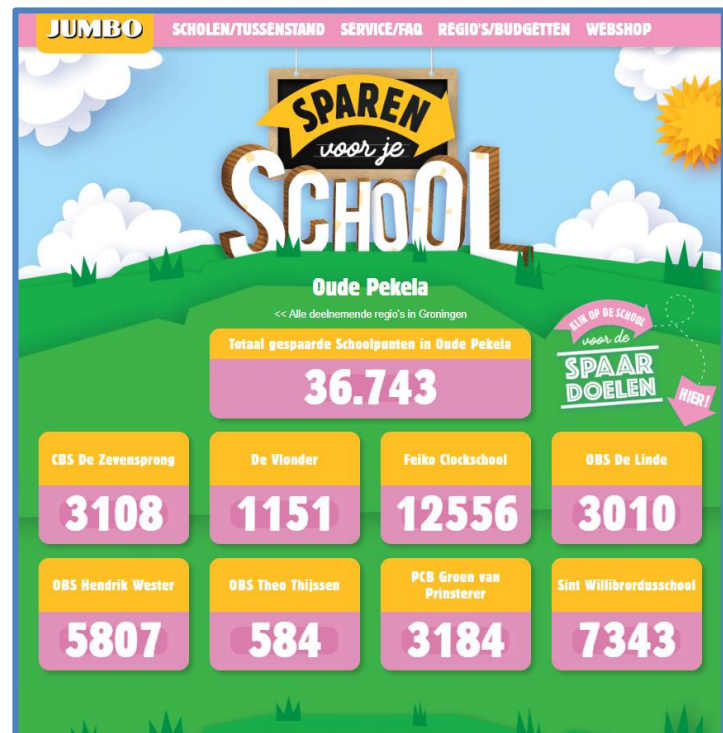 JUMBO SCHOLEN/TUSSENSTAND SERVICE/FAQ REGIO'S/BUDGETTEN WEBSHOP
SPAREN
voor je
SCHOOL
Oude Pekela
<< Alle deelnemende regio's in Groningen
Totaal gespaarde Schoolpunten in Oude Pekela
36.743
KLIK OP DE SCHOOL
voor de
SPAAR
DOELEN
HIER!
CBS De Zevensprong
3108
De Vlonder
1151
Feiko Clockschool
12556
OBS De Linde
3010
OBS Hendrik Wester
5807
OBS Theo Thijssen
584
PCB Groen van
Prinsterer
3184
Sint Willibrordusschool
7343